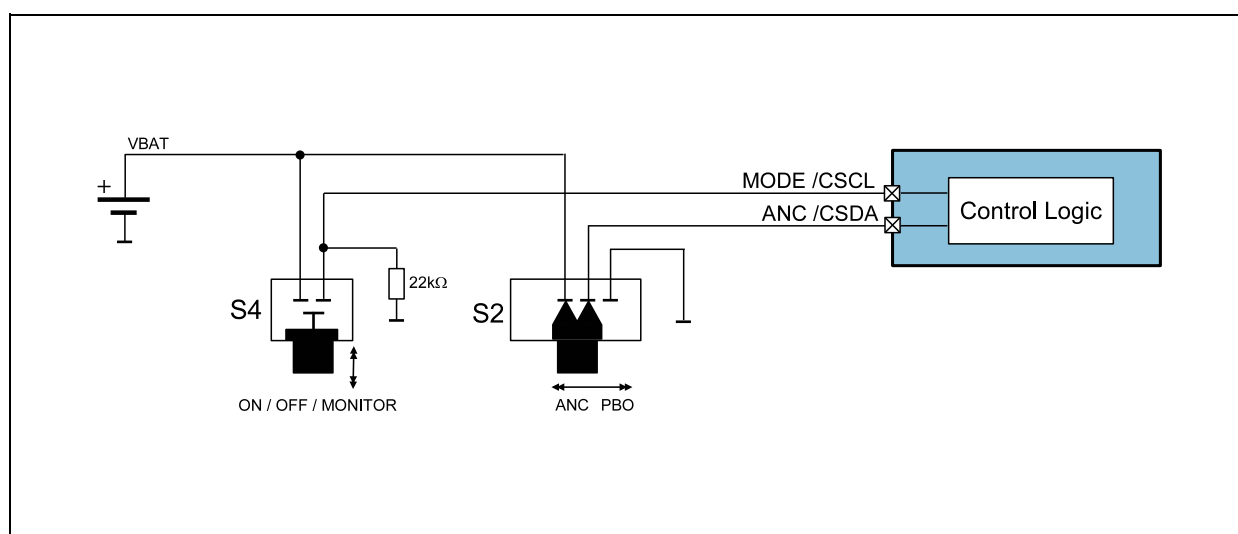 VBAT
+
MODE /CSCL
ANC /CSDA
Control Logic
22kΩ
S4
S2
ON / OFF / MONITOR
ANC PBO